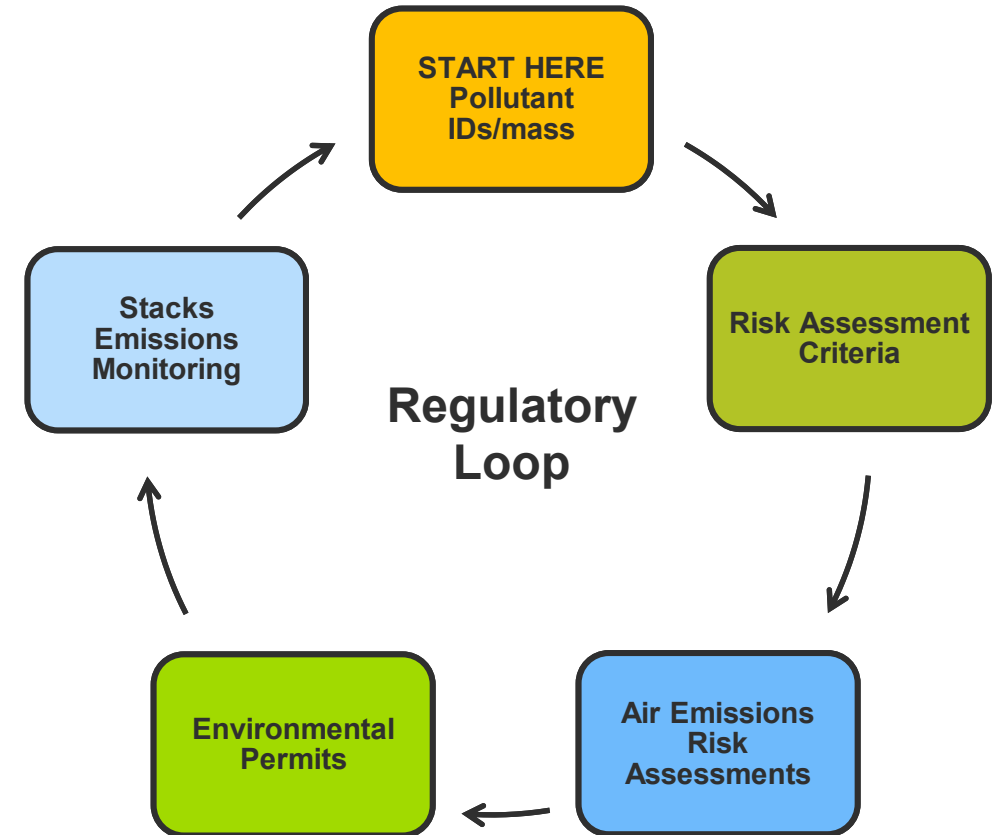 START HERE
Pollutant
IDs/mass
Risk Assessment
Criteria
Air Emissions
Risk
Assessments
Environmental
Permits
Stacks
Emissions
Monitoring
Regulatory
Loop